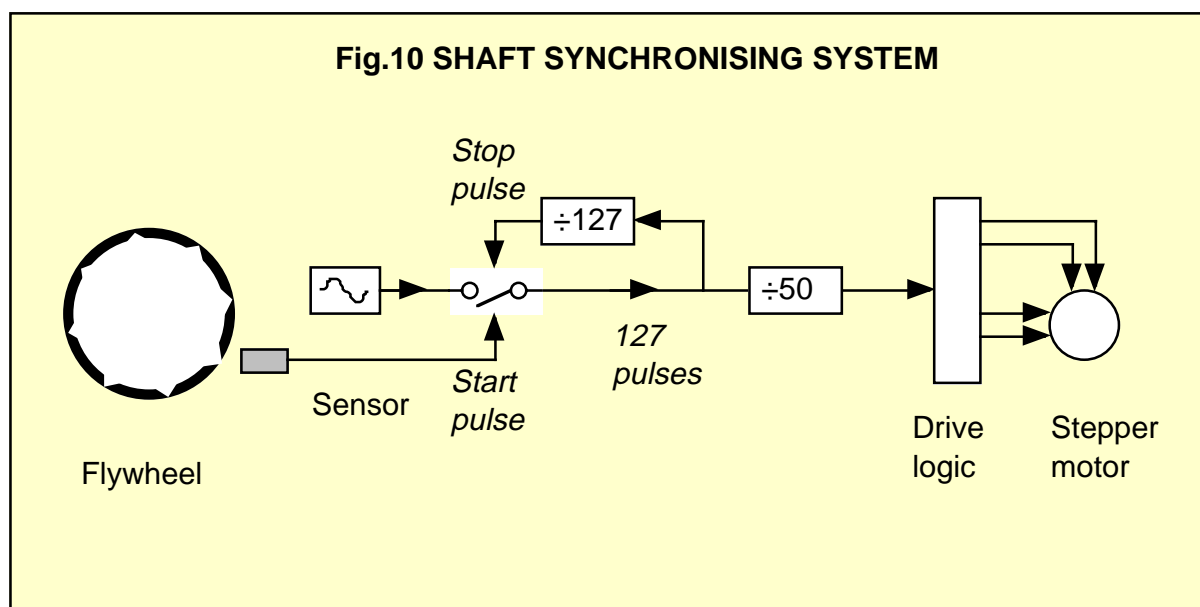 Fig.10 SHAFT SYNCHRONISING SYSTEM
Stop
pulse
÷127
÷50
127
pulses
Start
pulse
Sensor
Flywheel
Drive
logic
Stepper
motor